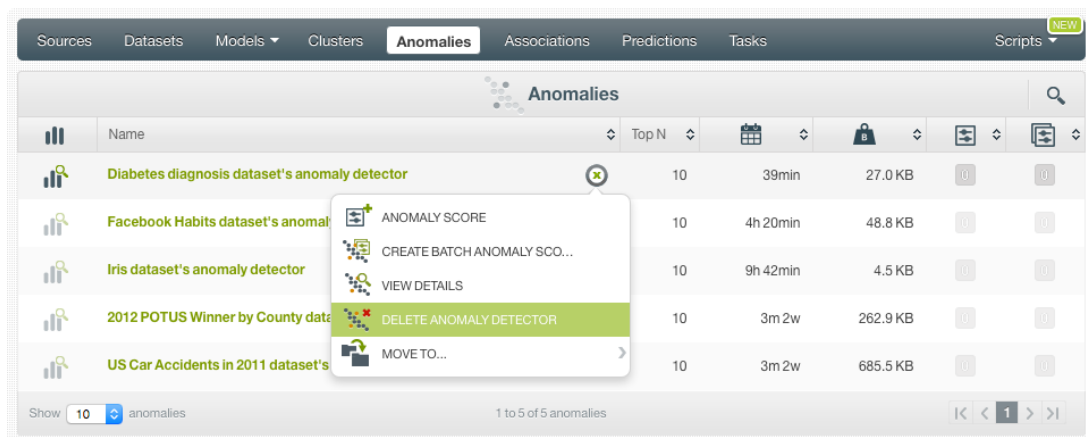 NEW
Sources Datasets Models Clusters Anomalies Associations Predictions Tasks Scripts
Anomalies
Name Top N B
Diabetes diagnosis dataset's anomaly detector 10 39min 27.0 KB 0 0
Facebook Habits dataset's anomal 10 4h 20min 48.8 KB 0 0
Iris dataset's anomaly detector 10 9h 42min 4.5 KB 0 0
2012 POTUS Winner by County data 10 3m 2w 262.9 KB 0 0
US Car Accidents in 2011 dataset's 10 3m 2w 685.5 KB 0 0
ANOMALY SCORE
CREATE BATCH ANOMALY SCO...
VIEW DETAILS
DELETE ANOMALY DETECTOR
MOVE TO...
Show 10 anomalies 1 to 5 of 5 anomalies 1